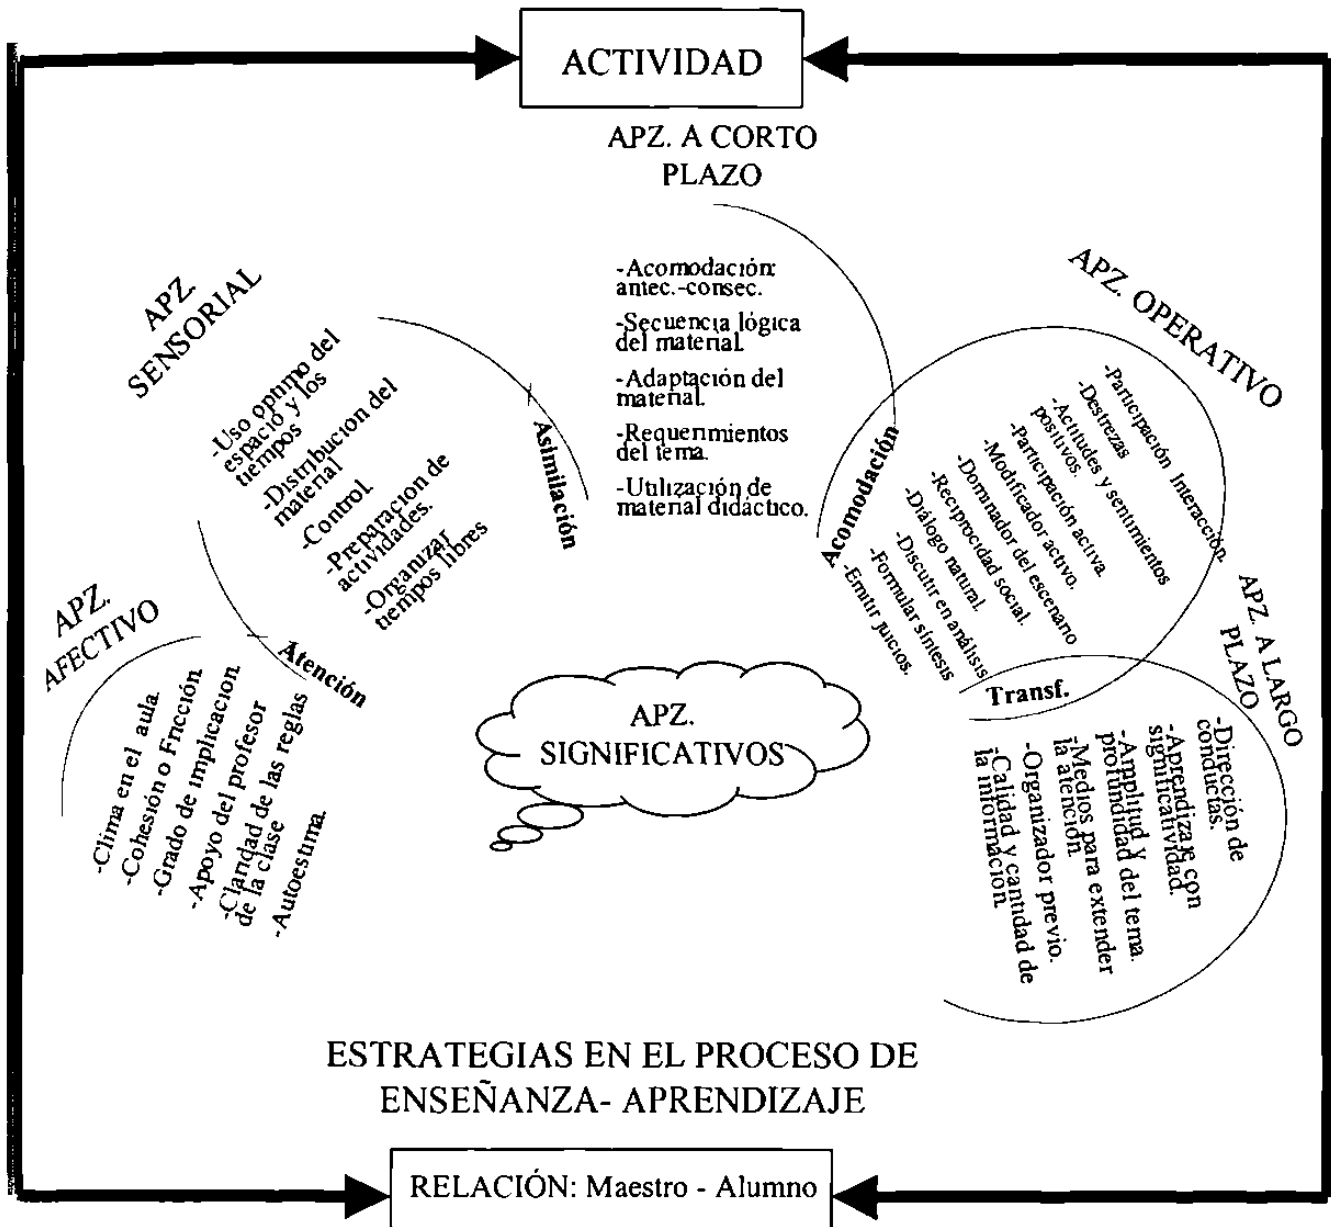 ACTIVIDAD
APZ. A CORTO
PLAZO
-Acomodación:
antec.-consec.
-Secuencia lógica
del material.
-Adaptación del
material.
-Requerimientos
del tema.
-Utilización de
material didáctico.
APZ.
SENSORIAL
-Uso optimo del
espacio y los
tiempos
-Distribución del
material
-Control.
-Preparación de
actividades.
-Organizar
tiempos libres
Asimilación
APZ.
AFECTIVO
-Clima en el aula.
-Cohesión o Fricción
-Grado de implicacion.
-Apoyo del profesor
-Claridad de las reglas
de la clase
-Autoestima.
Atención
APZ. OPERATIVO
-Participación Interacción.
-Destrezas
-Actitudes y sentimientos
positivos.
-Participación activa.
-Modificador activo.
-Dominador del escenario
-Reciprocidad social.
-Diálogo natural.
-Discutir en análisis
-Formular síntesis
-Emitir juicios.
Acomodación
APZ. A LARGO
PLAZO
-Dirección de
conductas.
-Aprendizaje con
significatividad.
-Amplitud y
profundidad del tema.
-Medios para extender
la atención.
-Organizador previo.
-Calidad y cantidad de
la información.
Transf.
APZ.
SIGNIFICATIVOS
ESTRATEGIAS EN EL PROCESO DE
ENSEÑANZA- APRENDIZAJE
RELACIÓN: Maestro - Alumno